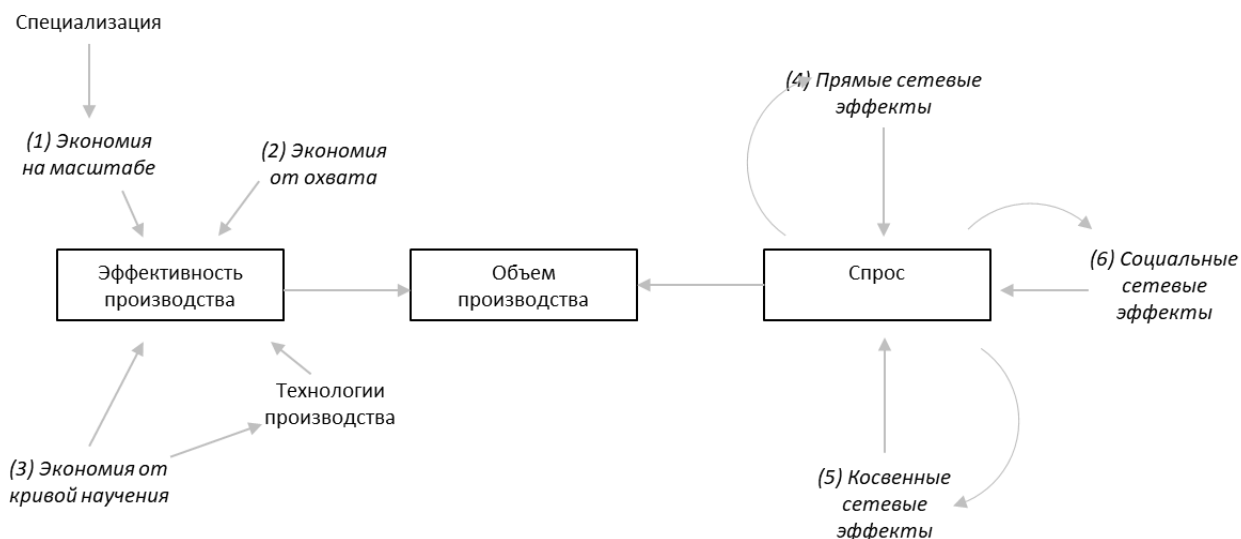 Специализация
(1) Экономия
на масштабе
(2) Экономия
от охвата
(4) Прямые сетевые
эффекты
Эффективность
производства
Объем
производства
Спрос
(6) Социальные
сетевые
эффекты
Технологии
производства
(3) Экономия от
кривой научения
(5) Косвенные
сетевые
эффекты